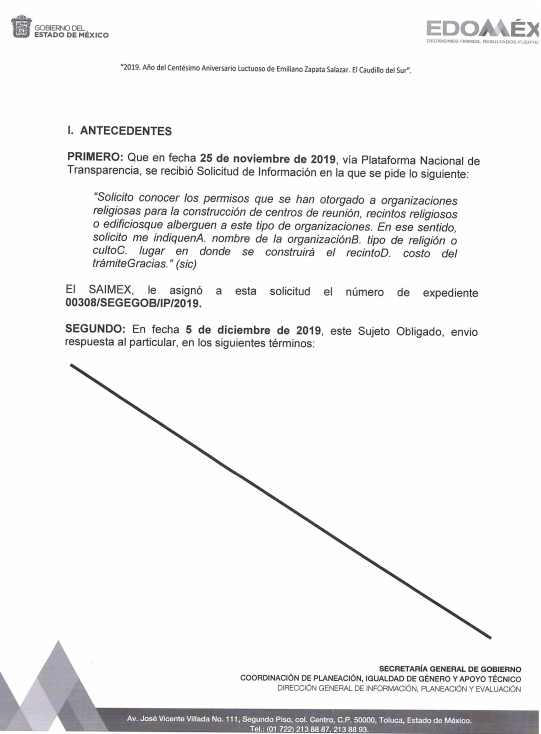 GOBIERNO DEL
ESTADO DE MÉXICO
EDOMÉX
DECISIONES FIRMES, RESULTADOS FUERTES
"2019. Año del Centésimo Aniversario Luctuoso de Emiliano Zapata Salazar. El Caudillo del Sur".
I. ANTECEDENTES
PRIMERO: Que en fecha 25 de noviembre de 2019, vía Plataforma Nacional de
Transparencia, se recibió Solicitud de Información en la que se pide lo siguiente:
"Solicito conocer los permisos que se han otorgado a organizaciones
religiosas para la construcción de centros de reunión, recintos religiosos
o edificiosque alberguen a este tipo de organizaciones. En ese sentido,
solicito me indiquenA. nombre de la organizaciónB. tipo de religión o
cultoC. lugar en donde se construirá el recintoD. costo del
trámiteGracias." (sic)
El SAIMEX, le asignó a esta solicitud el número de expediente
00308/SEGEGOB/IP/2019.
SEGUNDO: En fecha 5 de diciembre de 2019, este Sujeto Obligado, envio
respuesta al particular, en los siguientes términos:
SECRETARÍA GENERAL DE GOBIERNO
COORDINACIÓN DE PLANEACIÓN, IGUALDAD DE GÉNERO Y APOYO TÉCNICO
DIRECCIÓN GENERAL DE INFORMACIÓN, PLANEACIÓN Y EVALUACIÓN
Av. José Vicente Villada No. 111, Segundo Piso, col. Centro, C.P. 50000, Toluca, Estado de México.
Tel.: (01 722) 213 88 87, 213 88 93.